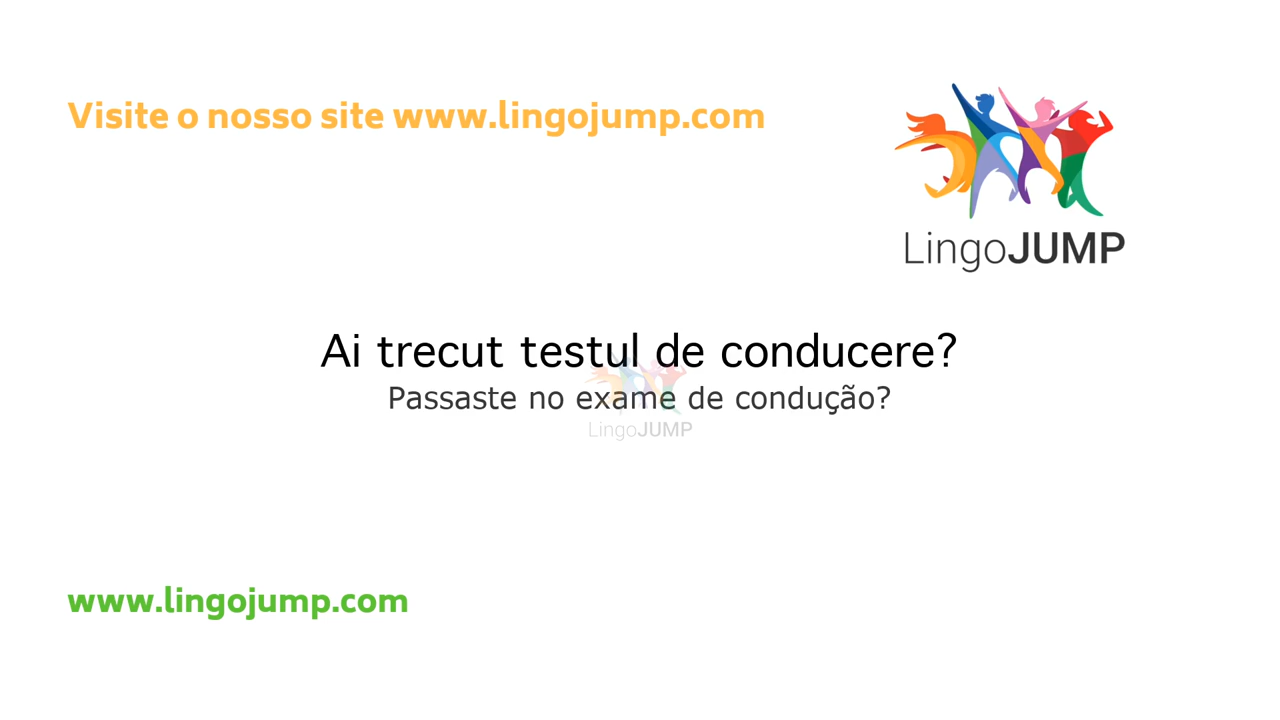 Visite o nosso site www.lingojump.com
LingoJUMP
Ai trecut testul de conducere?
Passaste no exame de condução?
LingoJUMP
www.lingojump.com